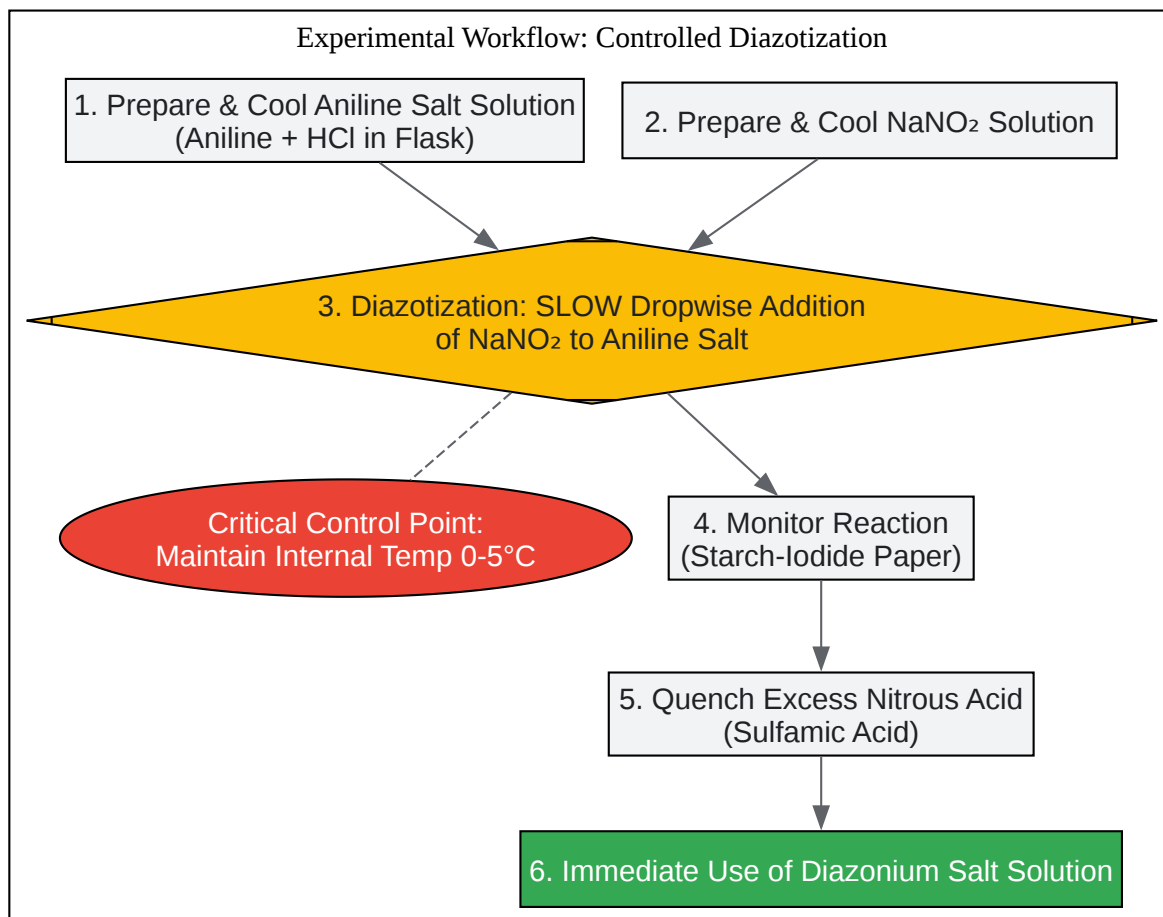 Experimental Workflow: Controlled Diazotization
1. Prepare & Cool Aniline Salt Solution
(Aniline + HCl in Flask)
2. Prepare & Cool NaNO₂ Solution
3. Diazotization: SLOW Dropwise Addition
of NaNO₂ to Aniline Salt
Critical Control Point:
Maintain Internal Temp 0-5°C
4. Monitor Reaction
(Starch-Iodide Paper)
5. Quench Excess Nitrous Acid
(Sulfamic Acid)
6. Immediate Use of Diazonium Salt Solution